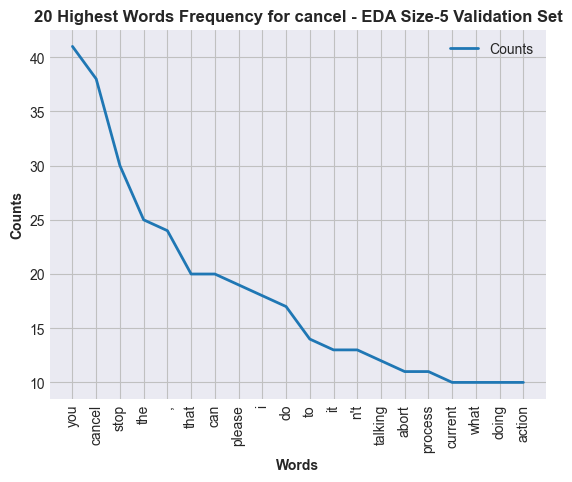 20 Highest Words Frequency for cancel - EDA Size-5 Validation Set
Counts
40
35
30
25
20
15
10
Counts
you
cancel
stop
the
,
that
can
please
i
do
to
it
n't
talking
abort
process
current
what
doing
action
Words